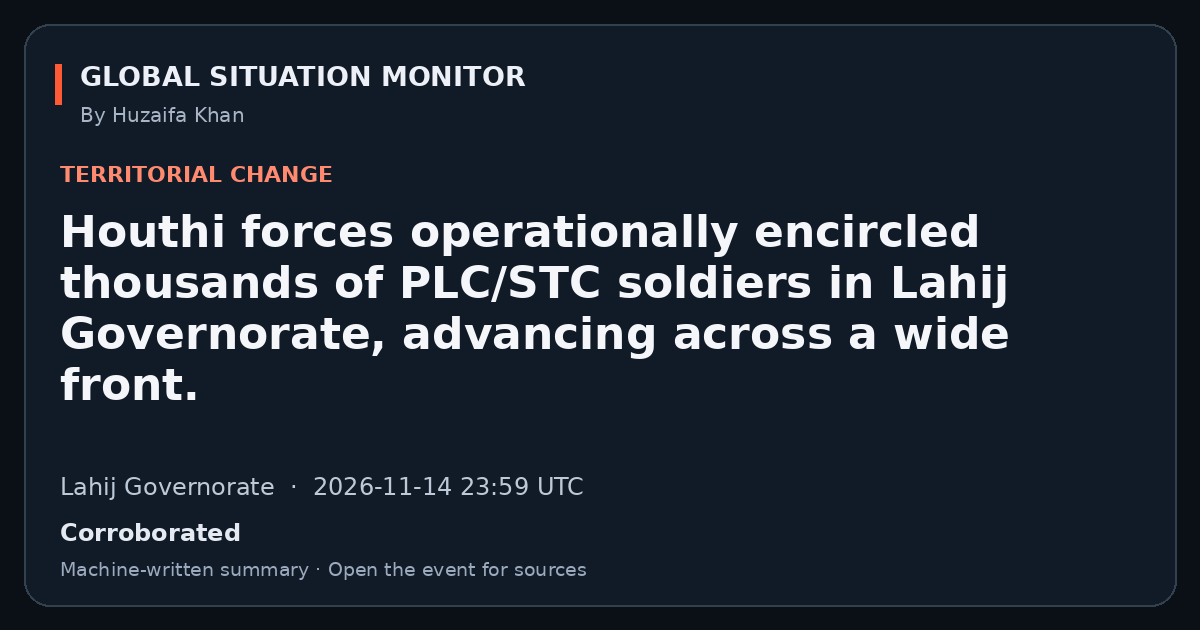 GLOBAL SITUATION MONITOR
By Huzaifa Khan
TERRITORIAL CHANGE
Houthi forces operationally encircled
thousands of PLC/STC soldiers in Lahij
Governorate, advancing across a wide
front.
Lahij Governorate · 2026-11-14 23:59 UTC
Corroborated
Machine-written summary · Open the event for sources